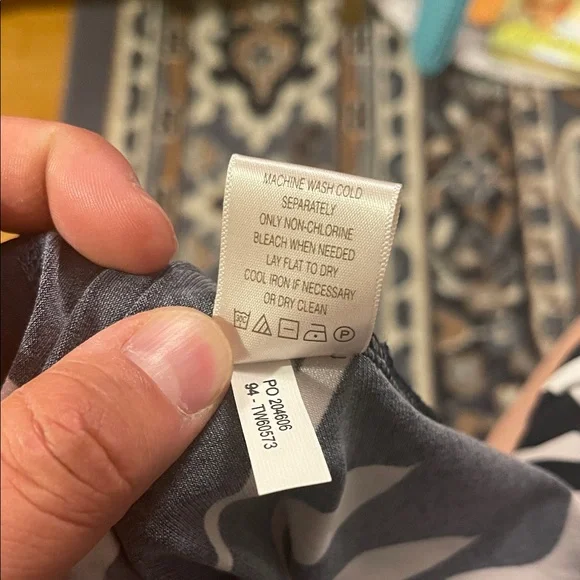 MACHINE WASH COLD
SEPARATELY
ONLY NON-CHLORINE
BLEACH WHEN NEEDED
LAY FLAT TO DRY
COOL IRON IF NECESSARY
OR DRY CLEAN
P
PO 204606
94 - TW60573